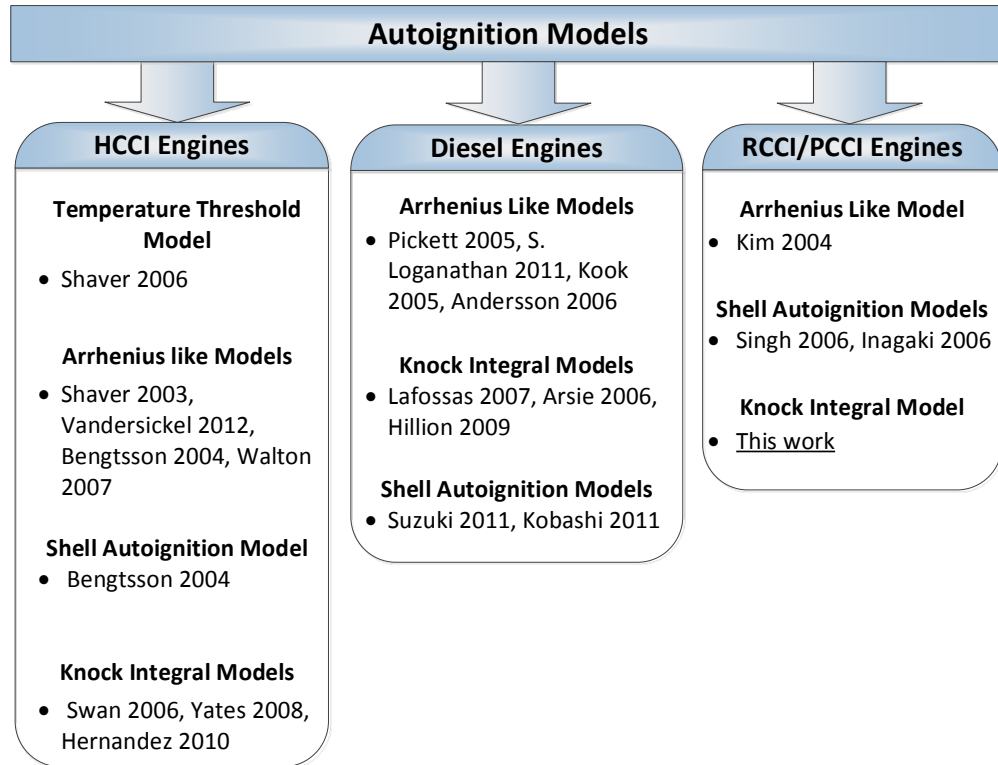 Autoignition Models
HCCI Engines
Temperature Threshold
Model
• Shaver 2006
Arrhenius like Models
• Shaver 2003,
Vandersickel 2012,
Bengtsson 2004, Walton
2007
Shell Autoignition Model
• Bengtsson 2004
Knock Integral Models
• Swan 2006, Yates 2008,
Hernandez 2010
Diesel Engines
Arrhenius Like Models
• Pickett 2005, S.
Loganathan 2011, Kook
2005, Andersson 2006
Knock Integral Models
• Lafossas 2007, Arsie 2006,
Hillion 2009
Shell Autoignition Models
• Suzuki 2011, Kobashi 2011
RCCI/PCCI Engines
Arrhenius Like Model
• Kim 2004
Shell Autoignition Models
• Singh 2006, Inagaki 2006
Knock Integral Model
• This work